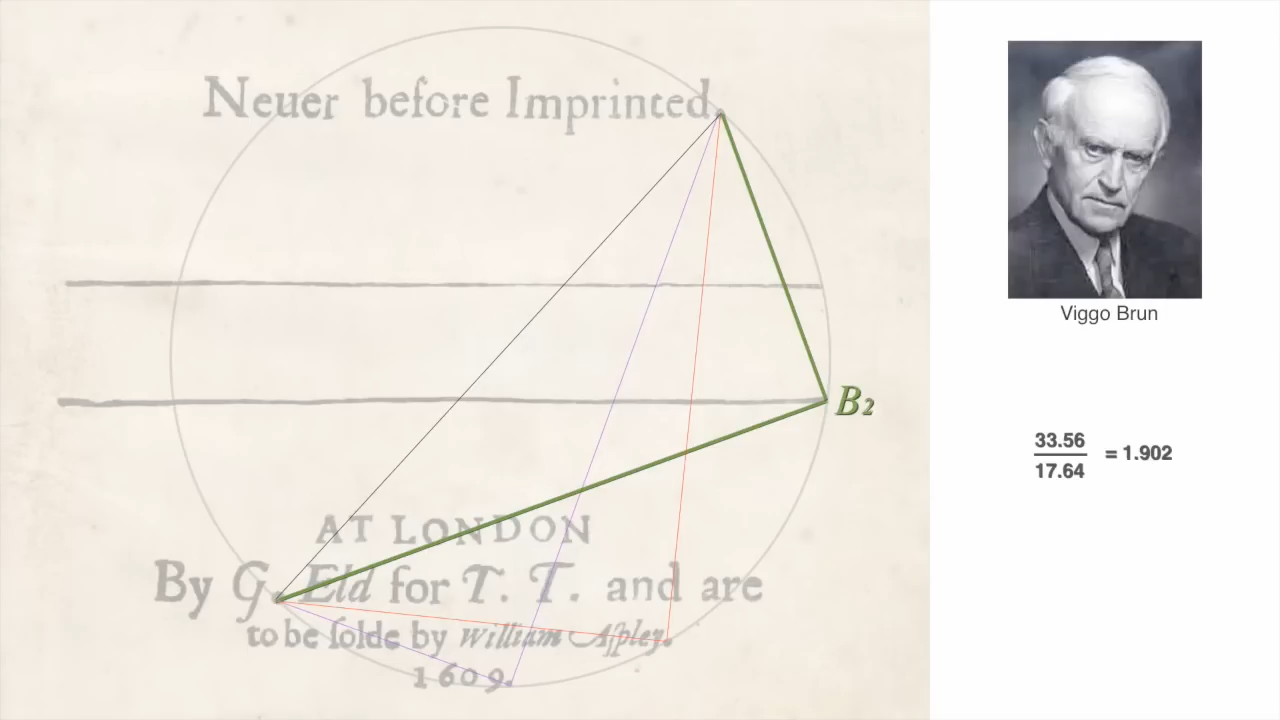 Neuer before Imprinted.
B2
AT LONDON
By G. Eld for T. T. and are
to be ſolde by William Aſpley.
1609.
Viggo Brun
33.56
17.64
= 1.902